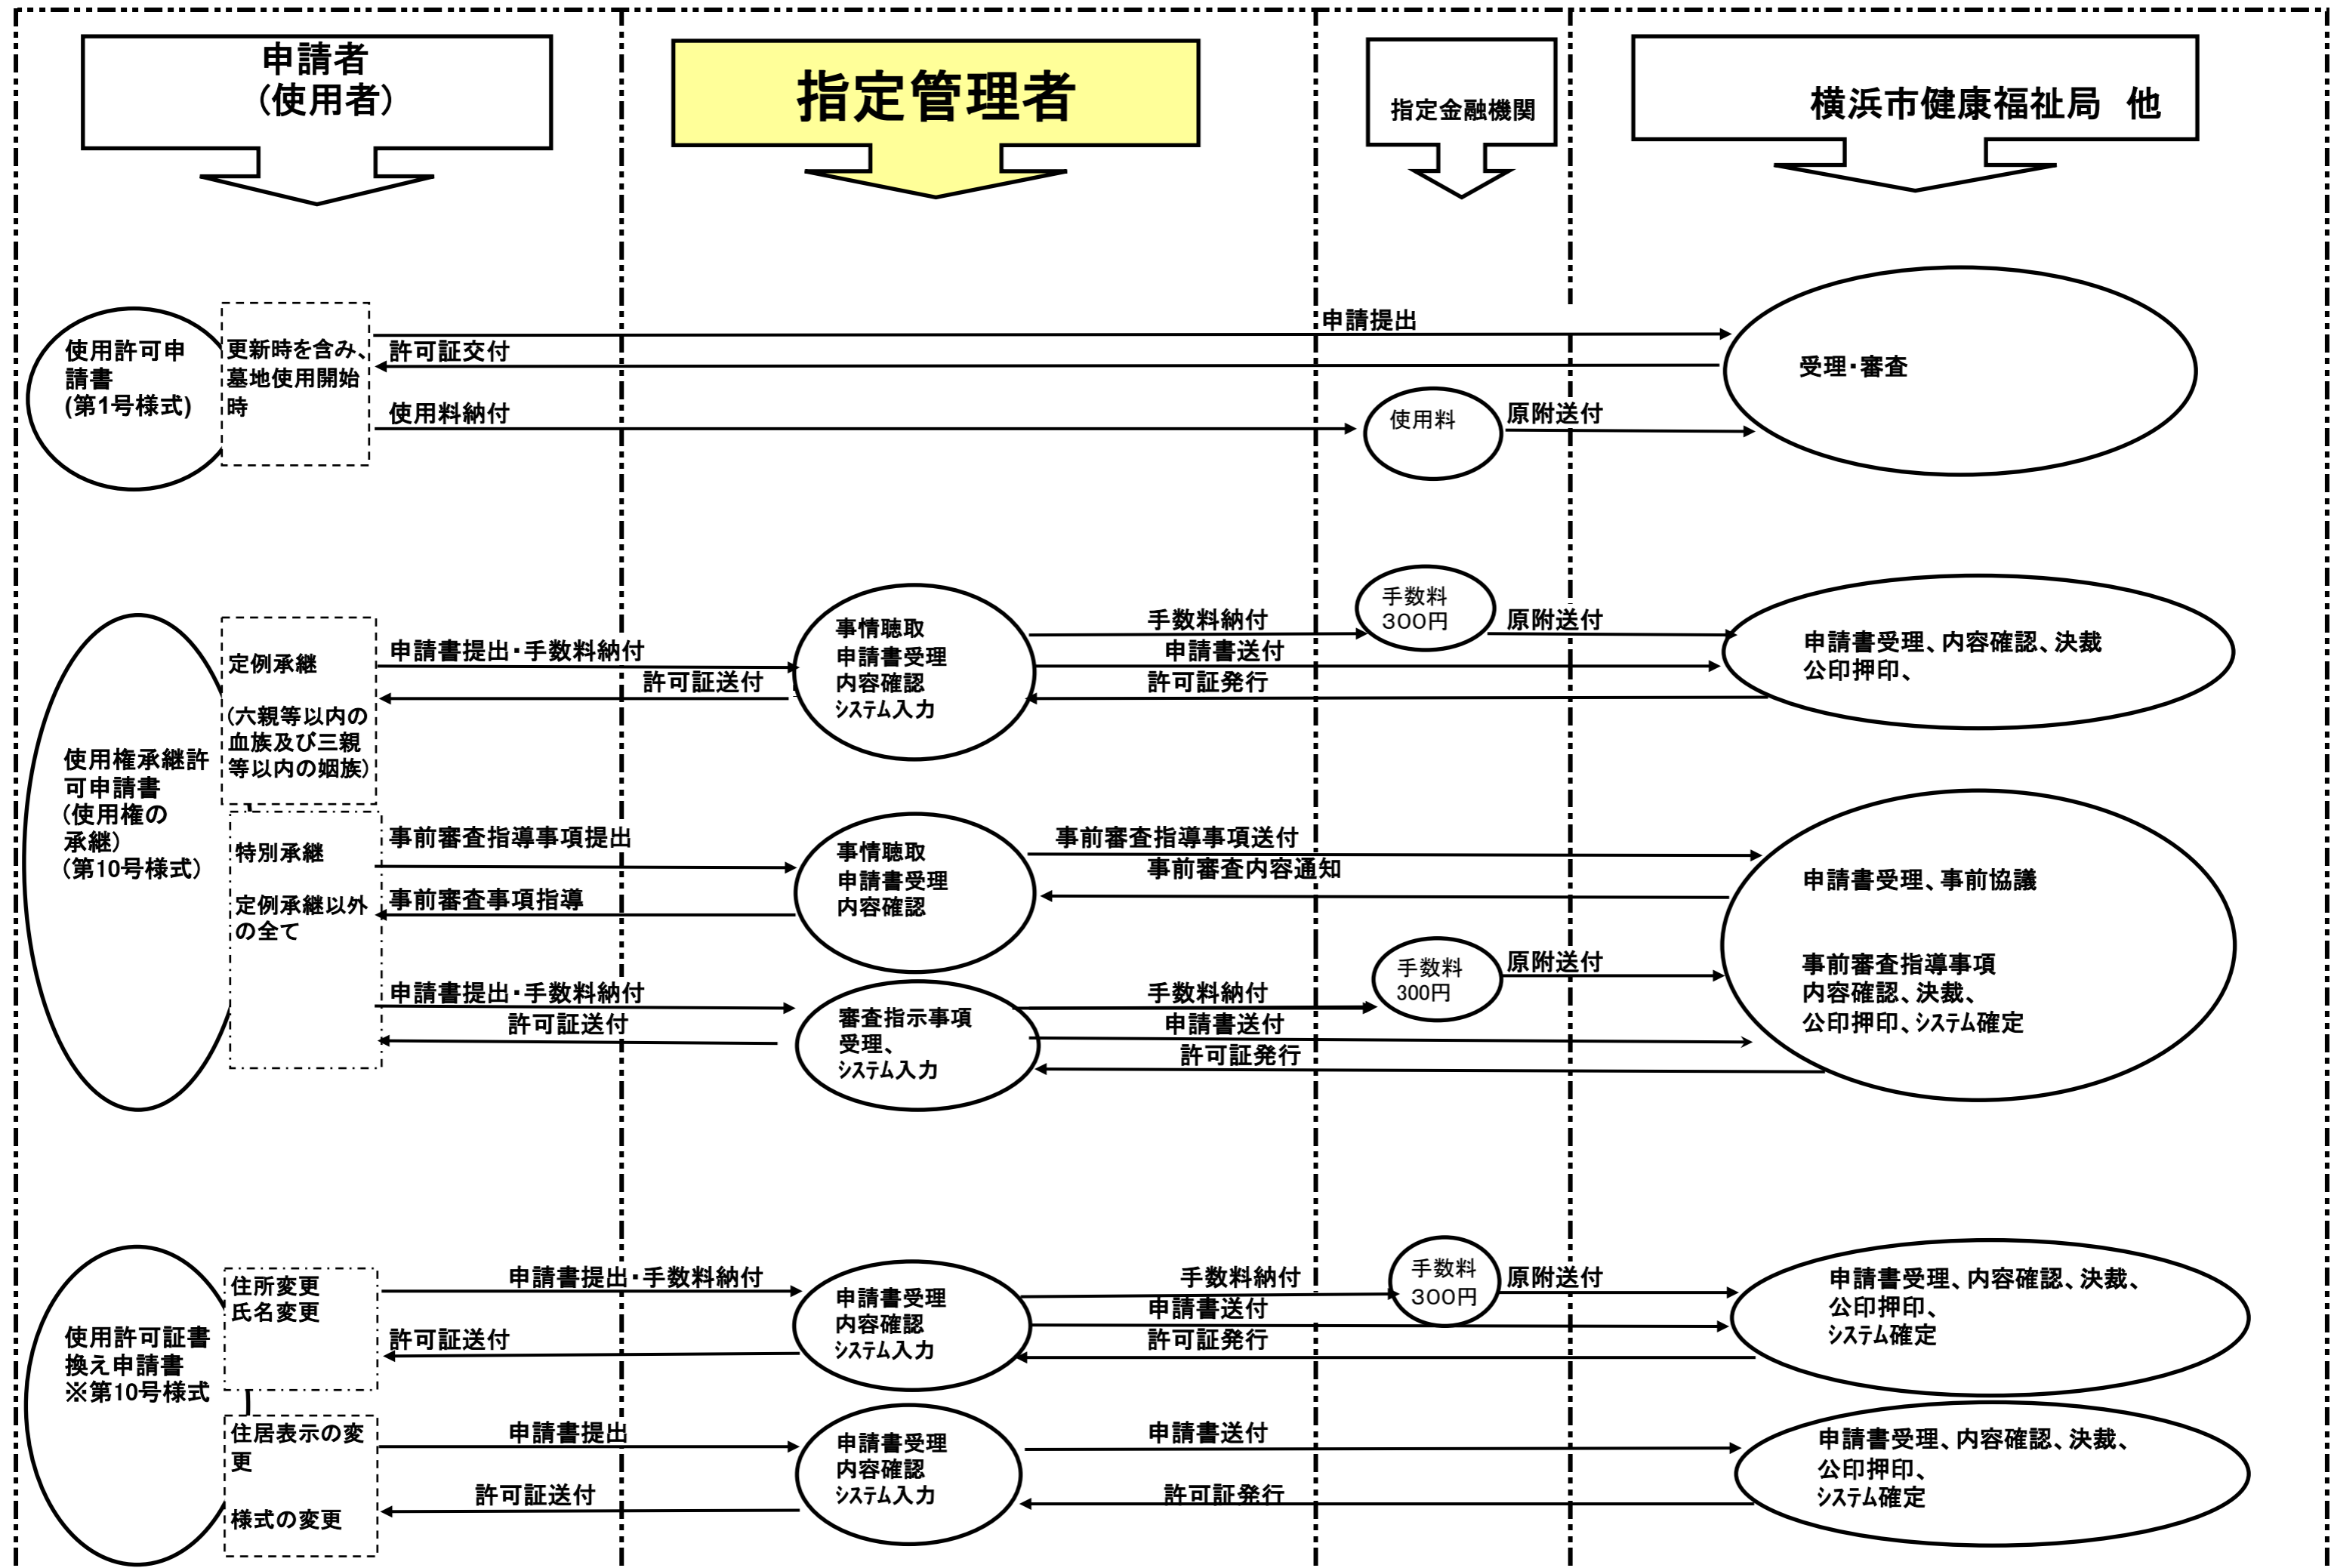 申請者
（使用者）
指定管理者
指定金融機関
横浜市健康福祉局　他
使用許可申
請書
(第1号様式)
更新時を含み、
墓地使用開始
時
申請提出
許可証交付
使用料納付
使用料
原附送付
受理・審査
使用権承継許
可申請書
（使用権の
承継）
（第10号様式）
定例承継
（六親等以内の
血族及び三親
等以内の姻族）
申請書提出・手数料納付
許可証送付
事情聴取
申請書受理
内容確認
ｼｽﾃﾑ入力
手数料納付
申請書送付
許可証発行
手数料
３００円
原附送付
申請書受理、内容確認、決裁
公印押印、
特別承継
定例承継以外
の全て
事前審査指導事項提出
事前審査事項指導
事情聴取
申請書受理
内容確認
事前審査指導事項送付
事前審査内容通知
申請書受理、事前協議
申請書提出・手数料納付
許可証送付
審査指示事項
受理、
ｼｽﾃﾑ入力
手数料納付
申請書送付
許可証発行
手数料
300円
原附送付
事前審査指導事項
内容確認、決裁、
公印押印、ｼｽﾃﾑ確定
使用許可証書
換え申請書
※第10号様式
住所変更
氏名変更
申請書提出・手数料納付
許可証送付
申請書受理
内容確認
ｼｽﾃﾑ入力
手数料納付
申請書送付
許可証発行
手数料
３００円
原附送付
申請書受理、内容確認、決裁、
公印押印、
ｼｽﾃﾑ確定
住居表示の変
更
様式の変更
申請書提出
許可証送付
申請書受理
内容確認
ｼｽﾃﾑ入力
申請書送付
許可証発行
申請書受理、内容確認、決裁、
公印押印、
ｼｽﾃﾑ確定